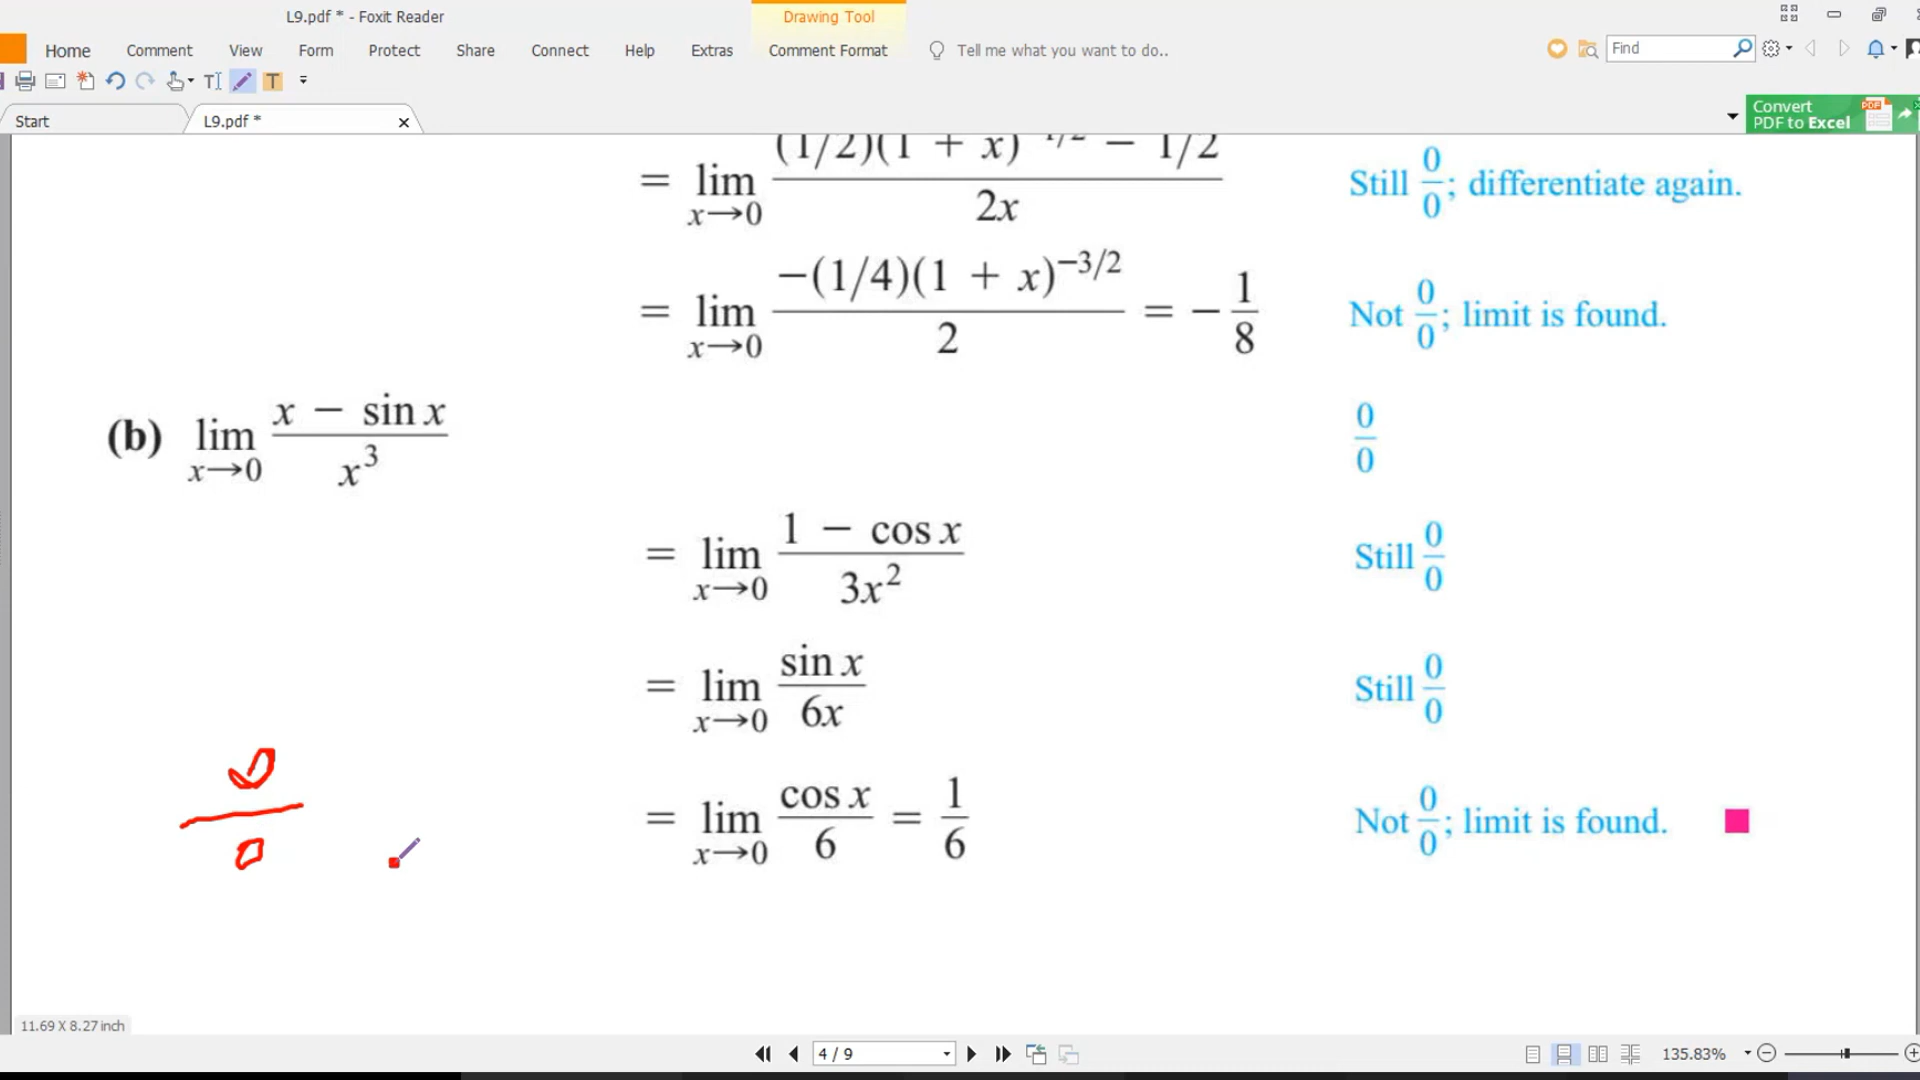 L9.pdf * - Foxit Reader
Drawing Tool
Home Comment View Form Protect Share Connect Help Extras Comment Format Tell me what you want to do.. Find
Start
L9.pdf *
Convert
PDF to Excel
= lim x→0 (1/2)(1 + x)^−1/2 − 1/2 / 2x Still 0/0; differentiate again.
= lim x→0 −(1/4)(1 + x)^−3/2 / 2 = −1/8 Not 0/0; limit is found.
(b) lim x→0 x − sin x / x^3 0/0
= lim x→0 1 − cos x / 3x^2 Still 0/0
= lim x→0 sin x / 6x Still 0/0
= lim x→0 cos x / 6 = 1/6 Not 0/0; limit is found.
0/0
11.69 X 8.27 inch
4 / 9
135.83%